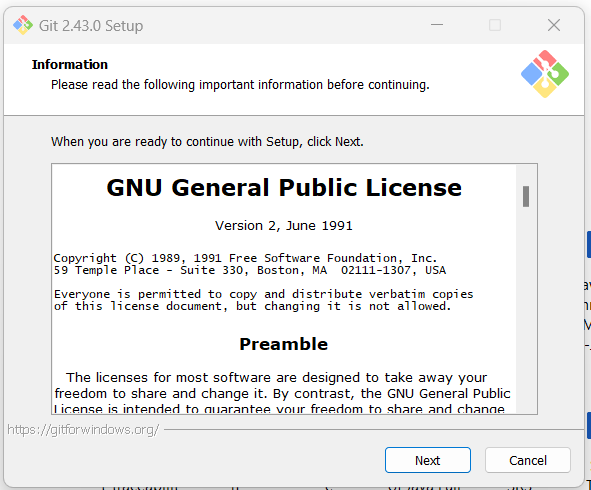 Git 2.43.0 Setup
Information
Please read the following important information before continuing.
When you are ready to continue with Setup, click Next.
GNU General Public License
Version 2, June 1991
Copyright (C) 1989, 1991 Free Software Foundation, Inc.
59 Temple Place - Suite 330, Boston, MA  02111-1307, USA
Everyone is permitted to copy and distribute verbatim copies
of this license document, but changing it is not allowed.
Preamble
The licenses for most software are designed to take away your
freedom to share and change it. By contrast, the GNU General Public
License is intended to guarantee your freedom to share and change
https://gitforwindows.org/
Next
Cancel